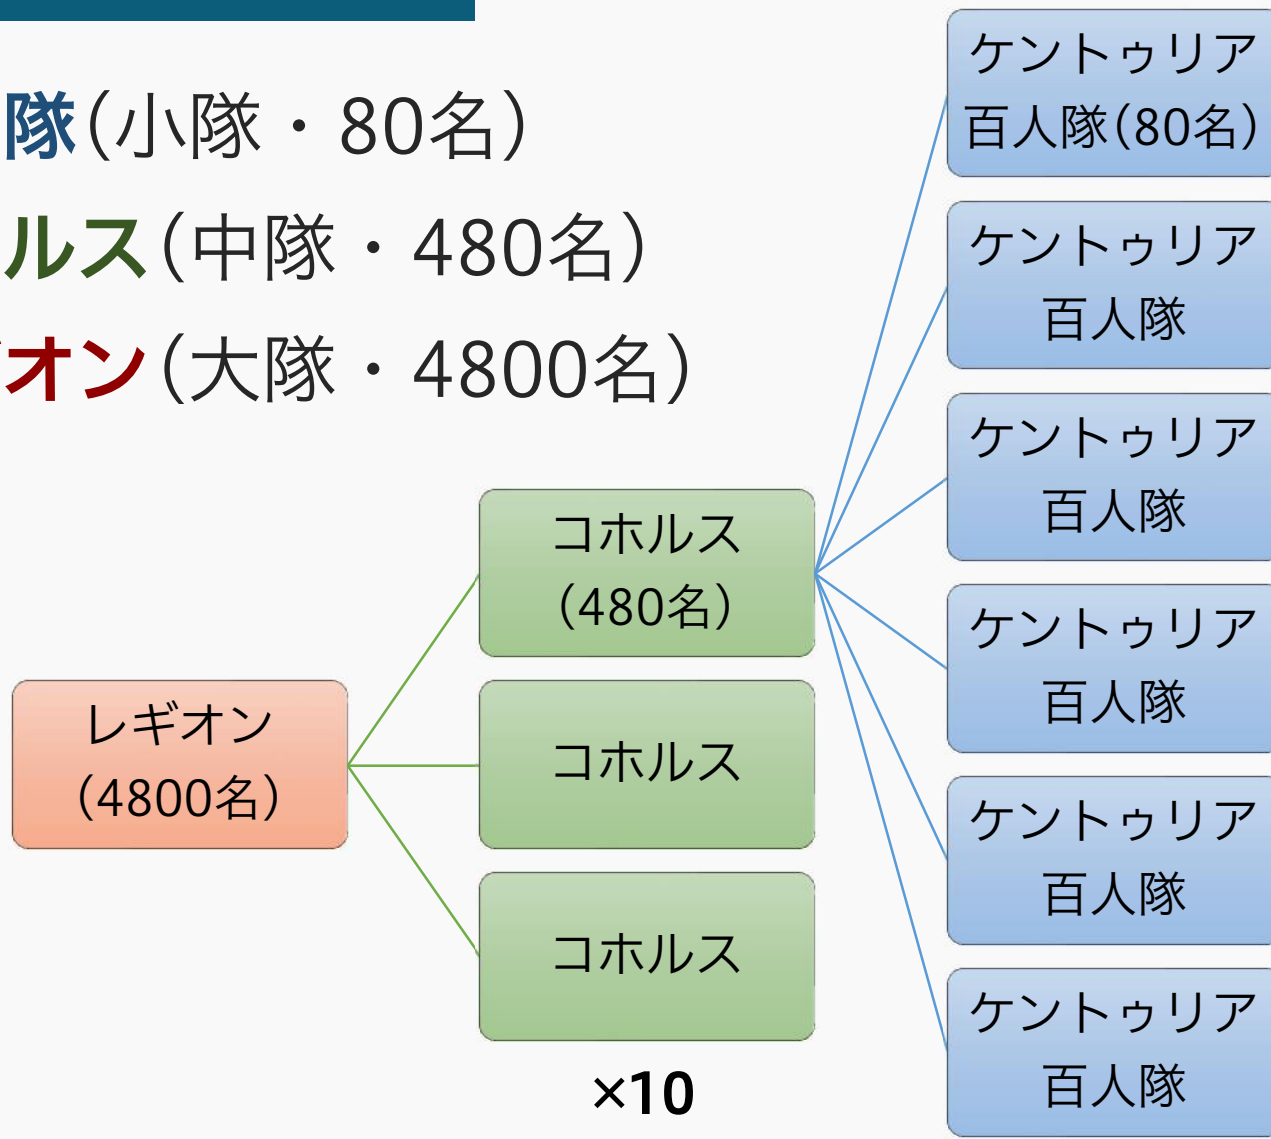 隊(小隊・80名)
ルス(中隊・480名)
オン(大隊・4800名)
レギオン
(4800名)
コホルス
(480名)
コホルス
コホルス
×10
ケントゥリア
百人隊(80名)
ケントゥリア
百人隊
ケントゥリア
百人隊
ケントゥリア
百人隊
ケントゥリア
百人隊
ケントゥリア
百人隊